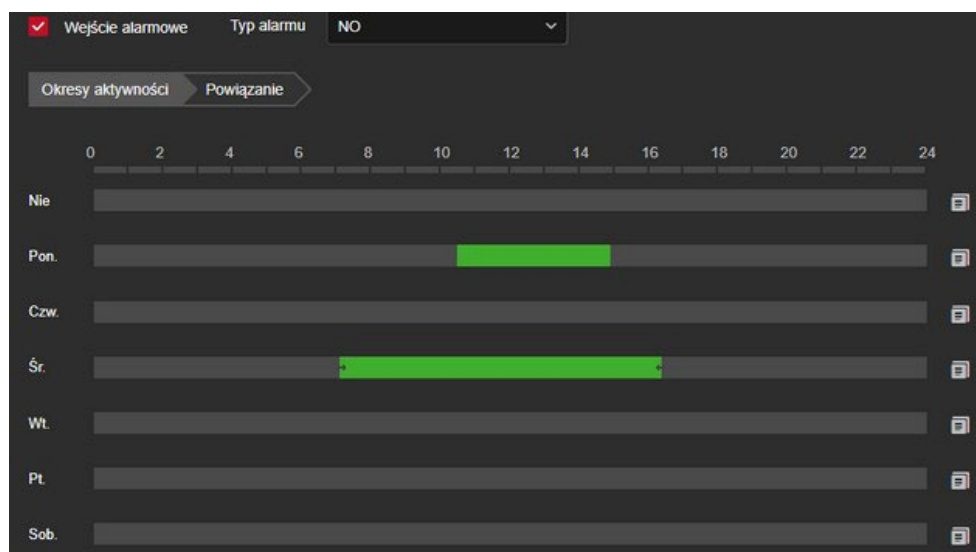 Wejście alarmowe Typ alarmu NO
Okresy aktywności Powiązanie
0 2 4 6 8 10 12 14 16 18 20 22 24
Nie
Pon.
Czw.
Śr.
Wt.
Pt.
Sob.